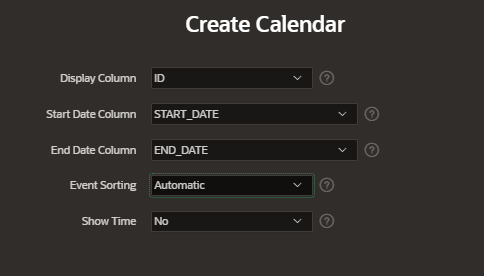 Create Calendar
Display Column ID ?
Start Date Column START_DATE ?
End Date Column END_DATE ?
Event Sorting Automatic ?
Show Time No ?